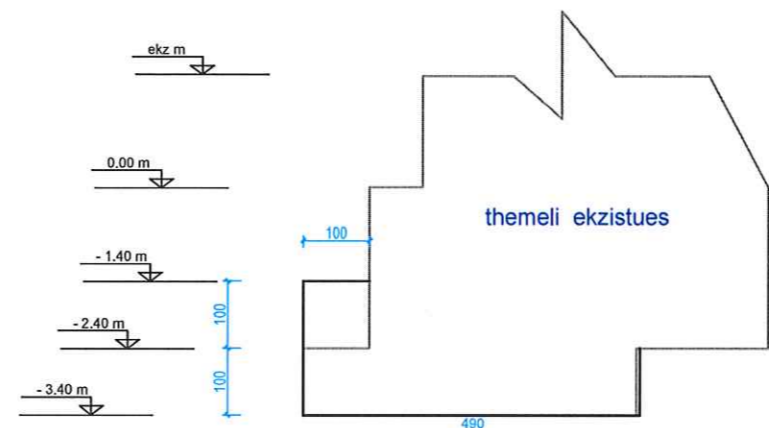 ekz m
0.00 m
themeli ekzistues
100
- 1.40 m
100
- 2.40 m
100
- 3.40 m
490